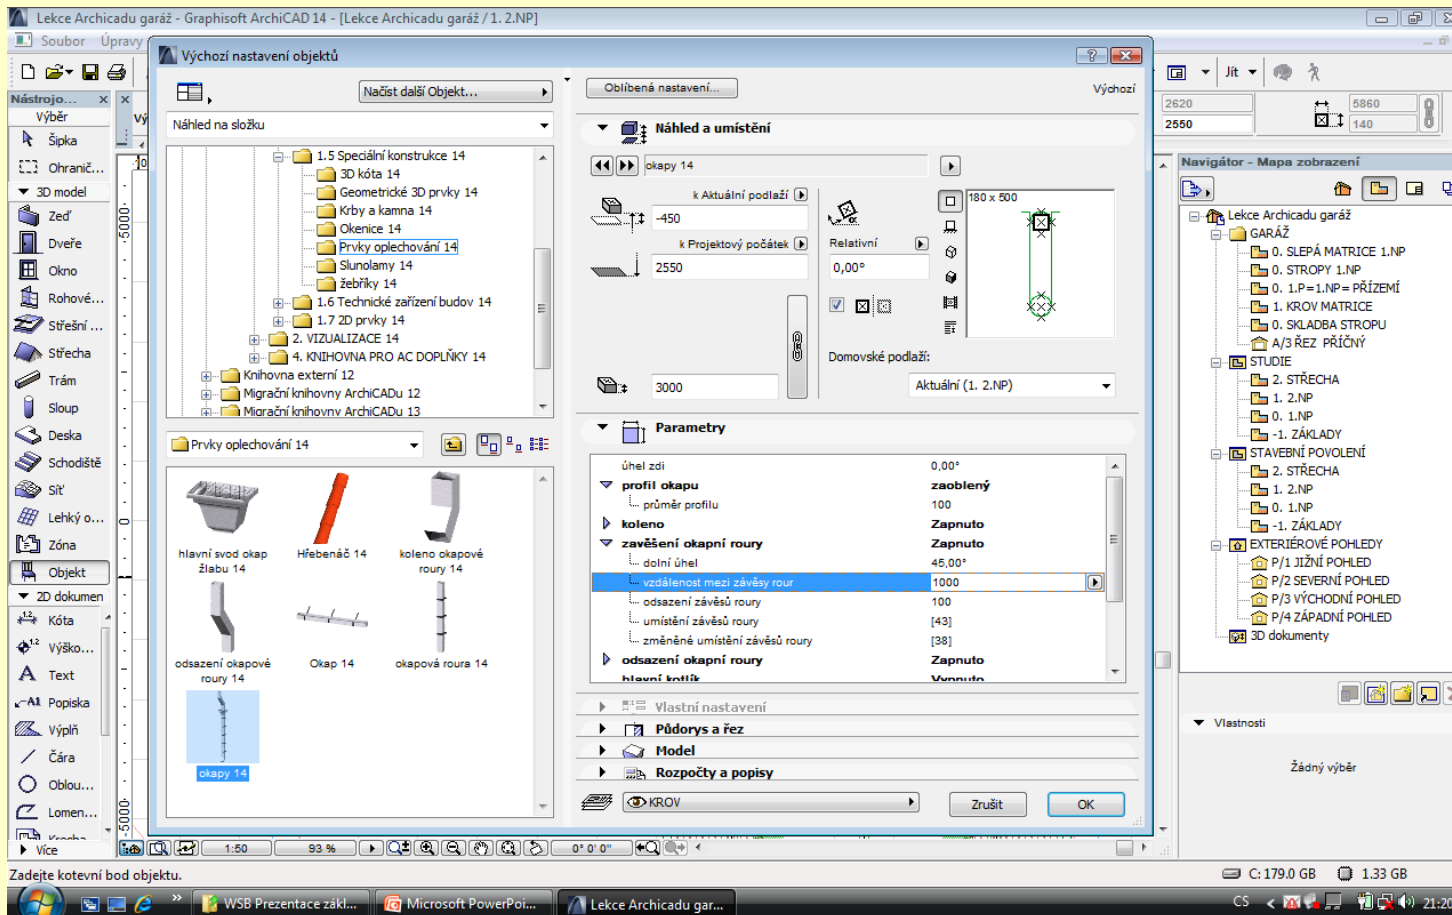 Lekce Archicadu garáž - Graphisoft ArchiCAD 14 - [Lekce Archicadu garáž / 1. 2.NP]
Soubor Úpravy
Výchozí nastavení objektů
Nástrojo...
Výběr
Šipka
Ohranič...
3D model
Zeď
Dveře
Okno
Rohové...
Střešní ...
Střecha
Trám
Sloup
Deska
Schodiště
Síť
Lehký o...
Zóna
Objekt
2D dokumen
Kóta
Výško...
Text
Popiska
Výplň
Čára
Oblou...
Lomen...
Více
Načíst další Objekt...
Náhled na složku
1.5 Speciální konstrukce 14
3D kóta 14
Geometrické 3D prvky 14
Krby a kamna 14
Okenice 14
Prvky oplechování 14
Slunolamy 14
žebříky 14
1.6 Technické zařízení budov 14
1.7 2D prvky 14
2. VIZUALIZACE 14
4. KNIHOVNA PRO AC DOPLŇKY 14
Knihovna externí 12
Migrační knihovny ArchiCADu 12
Migrační knihovny ArchiCADu 13
Prvky oplechování 14
hlavní svod okap žlabu 14
Hřebenáč 14
koleno okapové roury 14
odsazení okapové roury 14
Okap 14
okapová roura 14
okapy 14
Oblíbená nastavení...
Výchozí
Náhled a umístění
okapy 14
k Aktuální podlaží
-450
k Projektový počátek
2550
3000
Relativní
0,00°
180 x 500
Domovské podlaží:
Aktuální (1. 2.NP)
Parametry
úhel zdi 0,00°
profil okapu zaoblený
průměr profilu 100
koleno Zapnuto
zavěšení okapní roury Zapnuto
dolní úhel 45,00°
vzdálenost mezi závěsy rour 1000
odsazení závěsů roury 100
umístění závěsů roury [43]
změněné umístění závěsů roury [38]
odsazení okapní roury Zapnuto
hlavní kotlík Vypnuto
Vlastní nastavení
Půdorys a řez
Model
Rozpočty a popisy
KROV
Zrušit
OK
Jít
2620
2550
5860
140
Navigátor - Mapa zobrazení
Lekce Archicadu garáž
GARÁŽ
0. SLEPÁ MATRICE 1.NP
0. STROPY 1.NP
0. 1.P=1.NP= PŘÍZEMÍ
1. KROV MATRICE
0. SKLADBA STROPU
A/3 ŘEZ PŘÍČNÝ
STUDIE
2. STŘECHA
1. 2.NP
0. 1.NP
-1. ZÁKLADY
STAVEBNÍ POVOLENÍ
2. STŘECHA
1. 2.NP
0. 1.NP
-1. ZÁKLADY
EXTERIÉROVÉ POHLEDY
P/1 JIŽNÍ POHLED
P/2 SEVERNÍ POHLED
P/3 VÝCHODNÍ POHLED
P/4 ZÁPADNÍ POHLED
3D dokumenty
Vlastnosti
Žádný výběr
1:50
93 %
0° 0' 0"
Zadejte kotevní bod objektu.
C: 179.0 GB
1.33 GB
WSB Prezentace zákl...
Microsoft PowerPoi...
Lekce Archicadu gar...
CS
21:20